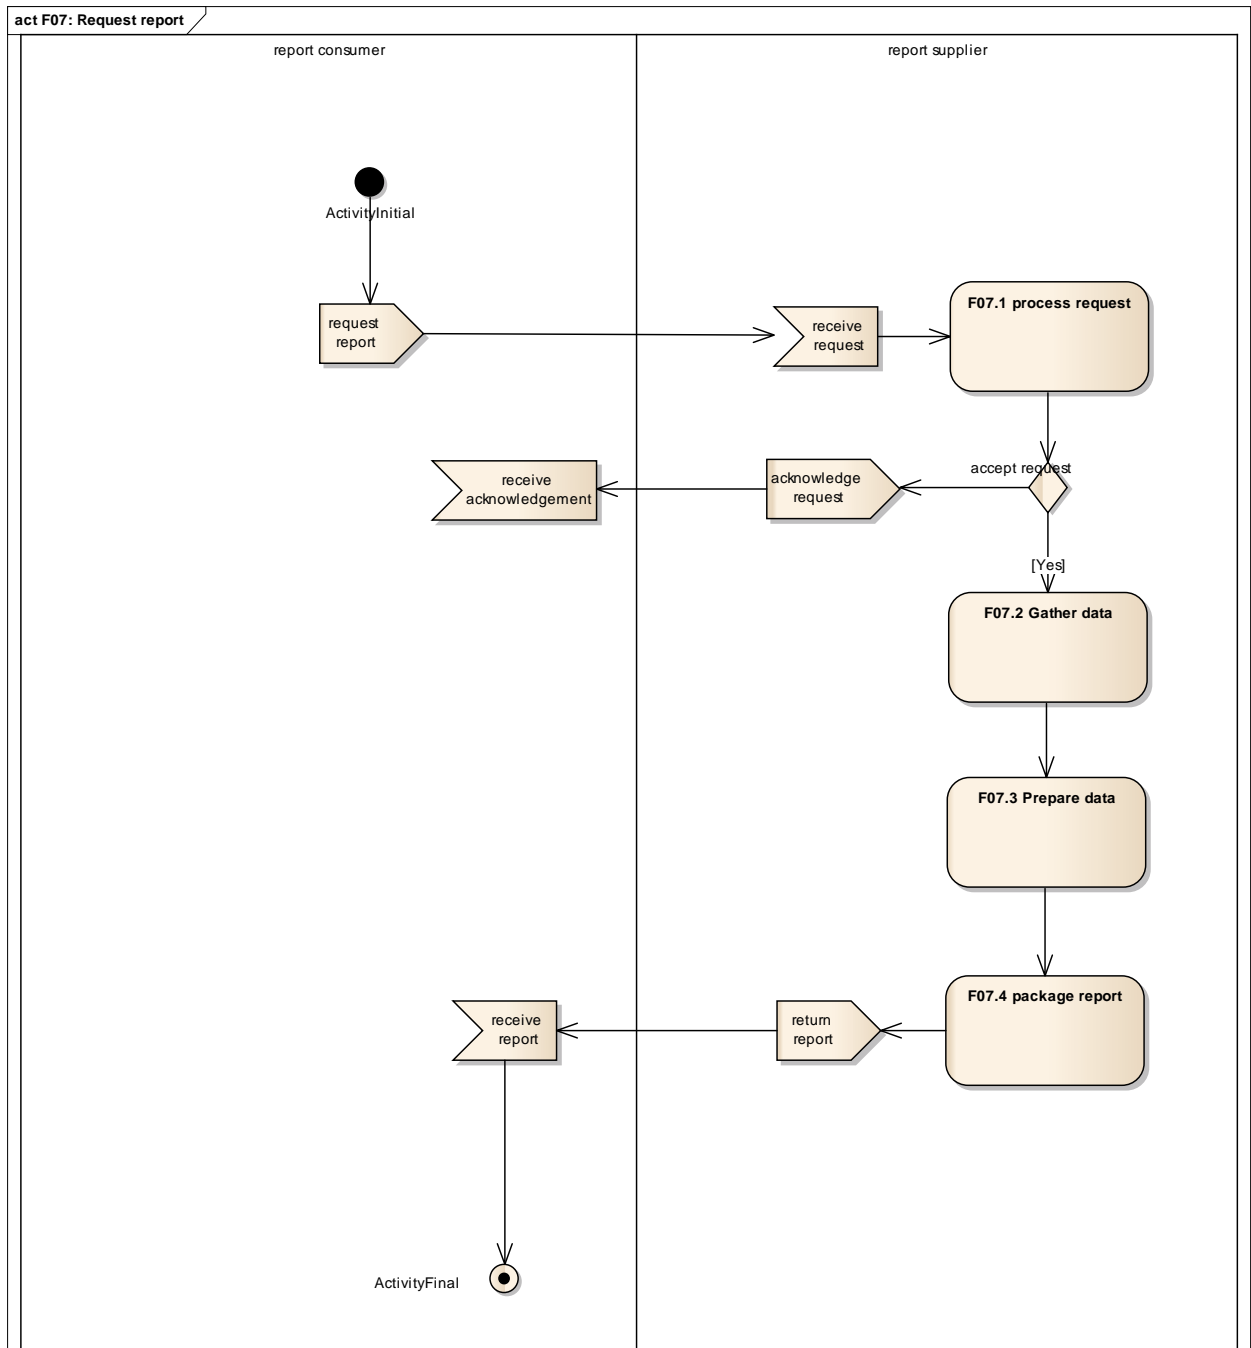 act F07: Request report
report consumer
report supplier
ActivityInitial
request
report
receive
request
F07.1 process request
receive
acknowledgement
acknowledge
request
accept request
[Yes]
F07.2 Gather data
F07.3 Prepare data
F07.4 package report
return
report
receive
report
ActivityFinal